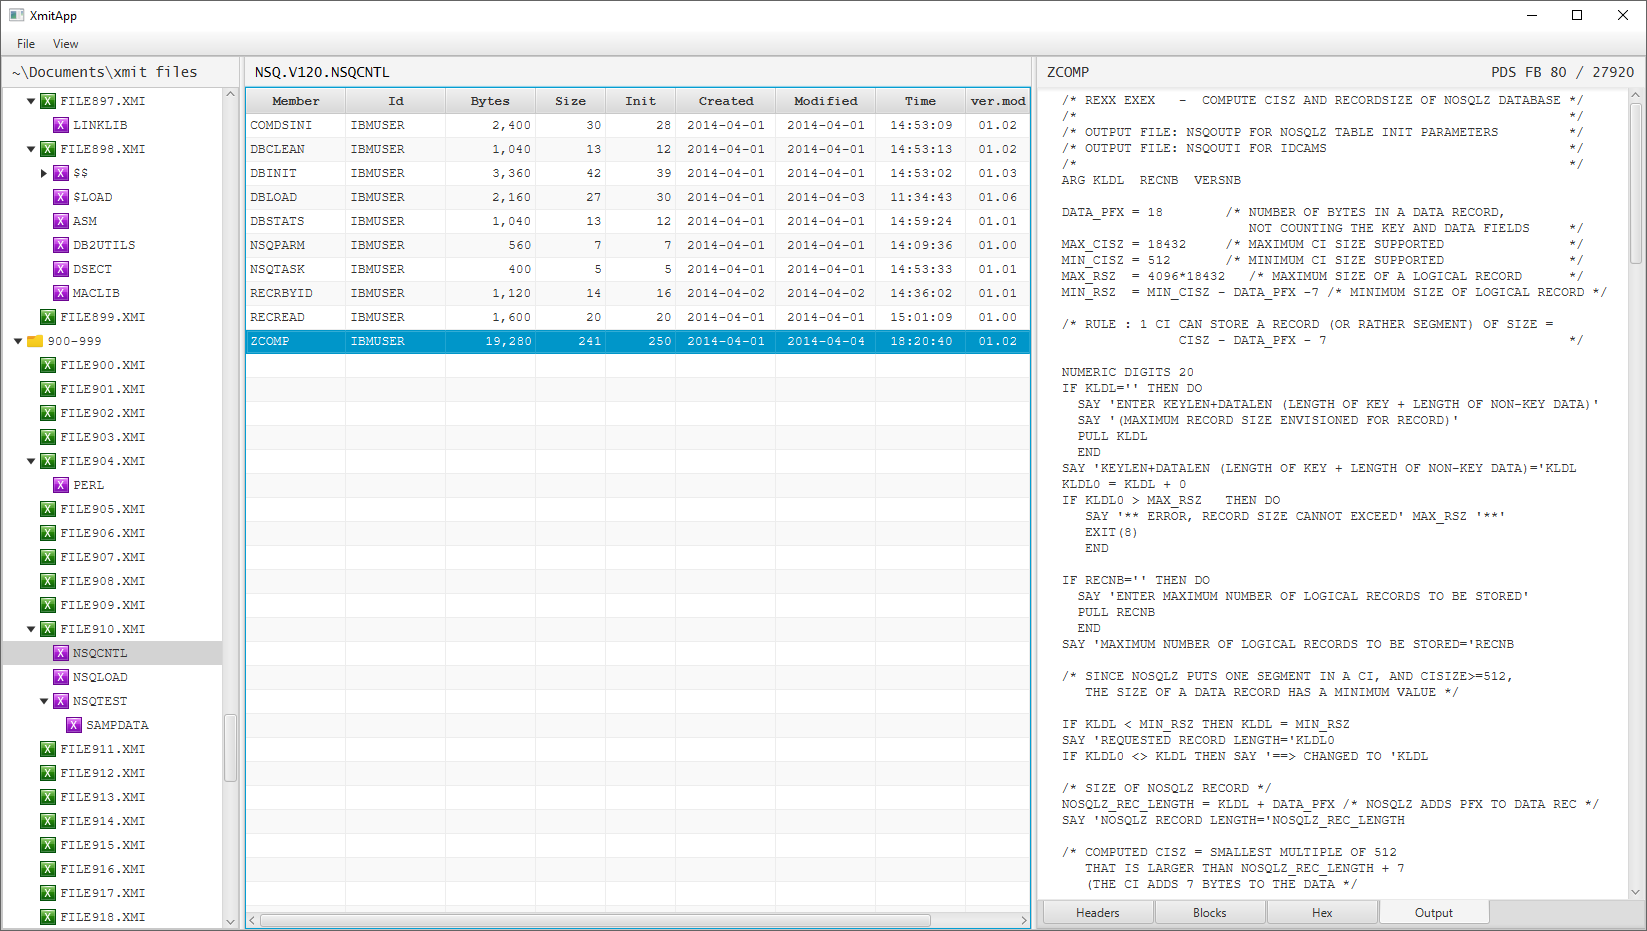 XmitApp
File View
~\Documents\xmit files
FILE897.XMI
LINKLIB
FILE898.XMI
$$
$LOAD
ASM
DB2UTILS
DSECT
MACLIB
FILE899.XMI
900-999
FILE900.XMI
FILE901.XMI
FILE902.XMI
FILE903.XMI
FILE904.XMI
PERL
FILE905.XMI
FILE906.XMI
FILE907.XMI
FILE908.XMI
FILE909.XMI
FILE910.XMI
NSQCNTL
NSQLOAD
NSQTEST
SAMPDATA
FILE911.XMI
FILE912.XMI
FILE913.XMI
FILE914.XMI
FILE915.XMI
FILE916.XMI
FILE917.XMI
FILE918.XMI
NSQ.V120.NSQCNTL
Member Id Bytes Size Init Created Modified Time ver.mod
COMDSINI IBMUSER 2,400 30 28 2014-04-01 2014-04-01 14:53:09 01.02
DBCLEAN IBMUSER 1,040 13 12 2014-04-01 2014-04-01 14:53:13 01.02
DBINIT IBMUSER 3,360 42 39 2014-04-01 2014-04-01 14:53:02 01.03
DBLOAD IBMUSER 2,160 27 30 2014-04-01 2014-04-03 11:34:43 01.06
DBSTATS IBMUSER 1,040 13 12 2014-04-01 2014-04-01 14:59:24 01.01
NSQPARM IBMUSER 560 7 7 2014-04-01 2014-04-01 14:09:36 01.00
NSQTASK IBMUSER 400 5 5 2014-04-01 2014-04-01 14:53:33 01.01
RECRBYID IBMUSER 1,120 14 16 2014-04-02 2014-04-02 14:36:02 01.01
RECREAD IBMUSER 1,600 20 20 2014-04-01 2014-04-01 15:01:09 01.00
ZCOMP IBMUSER 19,280 241 250 2014-04-01 2014-04-04 18:20:40 01.02
ZCOMP PDS FB 80 / 27920
/* REXX EXEX   -  COMPUTE CISZ AND RECORDSIZE OF NOSQLZ DATABASE */
/*                                                               */
/* OUTPUT FILE: NSQOUTP FOR NOSQLZ TABLE INIT PARAMETERS         */
/* OUTPUT FILE: NSQOUTI FOR IDCAMS                               */
/*                                                               */
ARG KLDL  RECNB  VERSNB
DATA_PFX = 18        /* NUMBER OF BYTES IN A DATA RECORD,
                        NOT COUNTING THE KEY AND DATA FIELDS     */
MAX_CISZ = 18432     /* MAXIMUM CI SIZE SUPPORTED                */
MIN_CISZ = 512       /* MINIMUM CI SIZE SUPPORTED                */
MAX_RSZ  = 4096*18432   /* MAXIMUM SIZE OF A LOGICAL RECORD      */
MIN_RSZ  = MIN_CISZ - DATA_PFX -7 /* MINIMUM SIZE OF LOGICAL RECORD */
/* RULE : 1 CI CAN STORE A RECORD (OR RATHER SEGMENT) OF SIZE =
               CISZ - DATA_PFX - 7                               */
NUMERIC DIGITS 20
IF KLDL='' THEN DO
  SAY 'ENTER KEYLEN+DATALEN (LENGTH OF KEY + LENGTH OF NON-KEY DATA)'
  SAY '(MAXIMUM RECORD SIZE ENVISIONED FOR RECORD)'
  PULL KLDL
  END
SAY 'KEYLEN+DATALEN (LENGTH OF KEY + LENGTH OF NON-KEY DATA)='KLDL
KLDL0 = KLDL + 0
IF KLDL0 > MAX_RSZ   THEN DO
   SAY '** ERROR, RECORD SIZE CANNOT EXCEED' MAX_RSZ '**'
   EXIT(8)
   END
IF RECNB='' THEN DO
  SAY 'ENTER MAXIMUM NUMBER OF LOGICAL RECORDS TO BE STORED'
  PULL RECNB
  END
SAY 'MAXIMUM NUMBER OF LOGICAL RECORDS TO BE STORED='RECNB
/* SINCE NOSQLZ PUTS ONE SEGMENT IN A CI, AND CISIZE>=512,
   THE SIZE OF A DATA RECORD HAS A MINIMUM VALUE */
IF KLDL < MIN_RSZ THEN KLDL = MIN_RSZ
SAY 'REQUESTED RECORD LENGTH='KLDL0
IF KLDL0 <> KLDL THEN SAY '==> CHANGED TO 'KLDL
/* SIZE OF NOSQLZ RECORD */
NOSQLZ_REC_LENGTH = KLDL + DATA_PFX /* NOSQLZ ADDS PFX TO DATA REC */
SAY 'NOSQLZ RECORD LENGTH='NOSQLZ_REC_LENGTH
/* COMPUTED CISZ = SMALLEST MULTIPLE OF 512
   THAT IS LARGER THAN NOSQLZ_REC_LENGTH + 7
   (THE CI ADDS 7 BYTES TO THE DATA */
Headers Blocks Hex Output